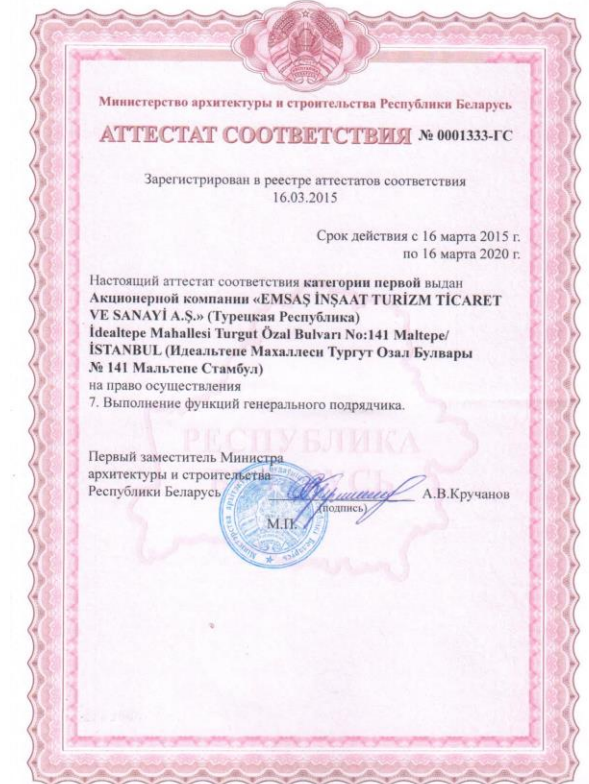 Министерство архитектуры и строительства Республики Беларусь
АТТЕСТАТ СООТВЕТСТВИЯ № 0001333-ГС
Зарегистрирован в реестре аттестатов соответствия
16.03.2015
Срок действия с 16 марта 2015 г.
по 16 марта 2020 г.
Настоящий аттестат соответствия категории первой выдан
Акционерной компании «EMSAŞ İNŞAAT TURİZM TİCARET
VE SANAYİ A.Ş.» (Турецкая Республика)
İdealtepe Mahallesi Turgut Özal Bulvarı No:141 Maltepe/
İSTANBUL (Идеальтепе Махаллеси Тургут Озал Булвары
№ 141 Мальтепе Стамбул)
на право осуществления
7. Выполнение функций генерального подрядчика.
РЕСПУБЛИКА
Первый заместитель Министра
архитектуры и строительства
Республики Беларусь
А.В.Кручанов
(подпись)
М.П.